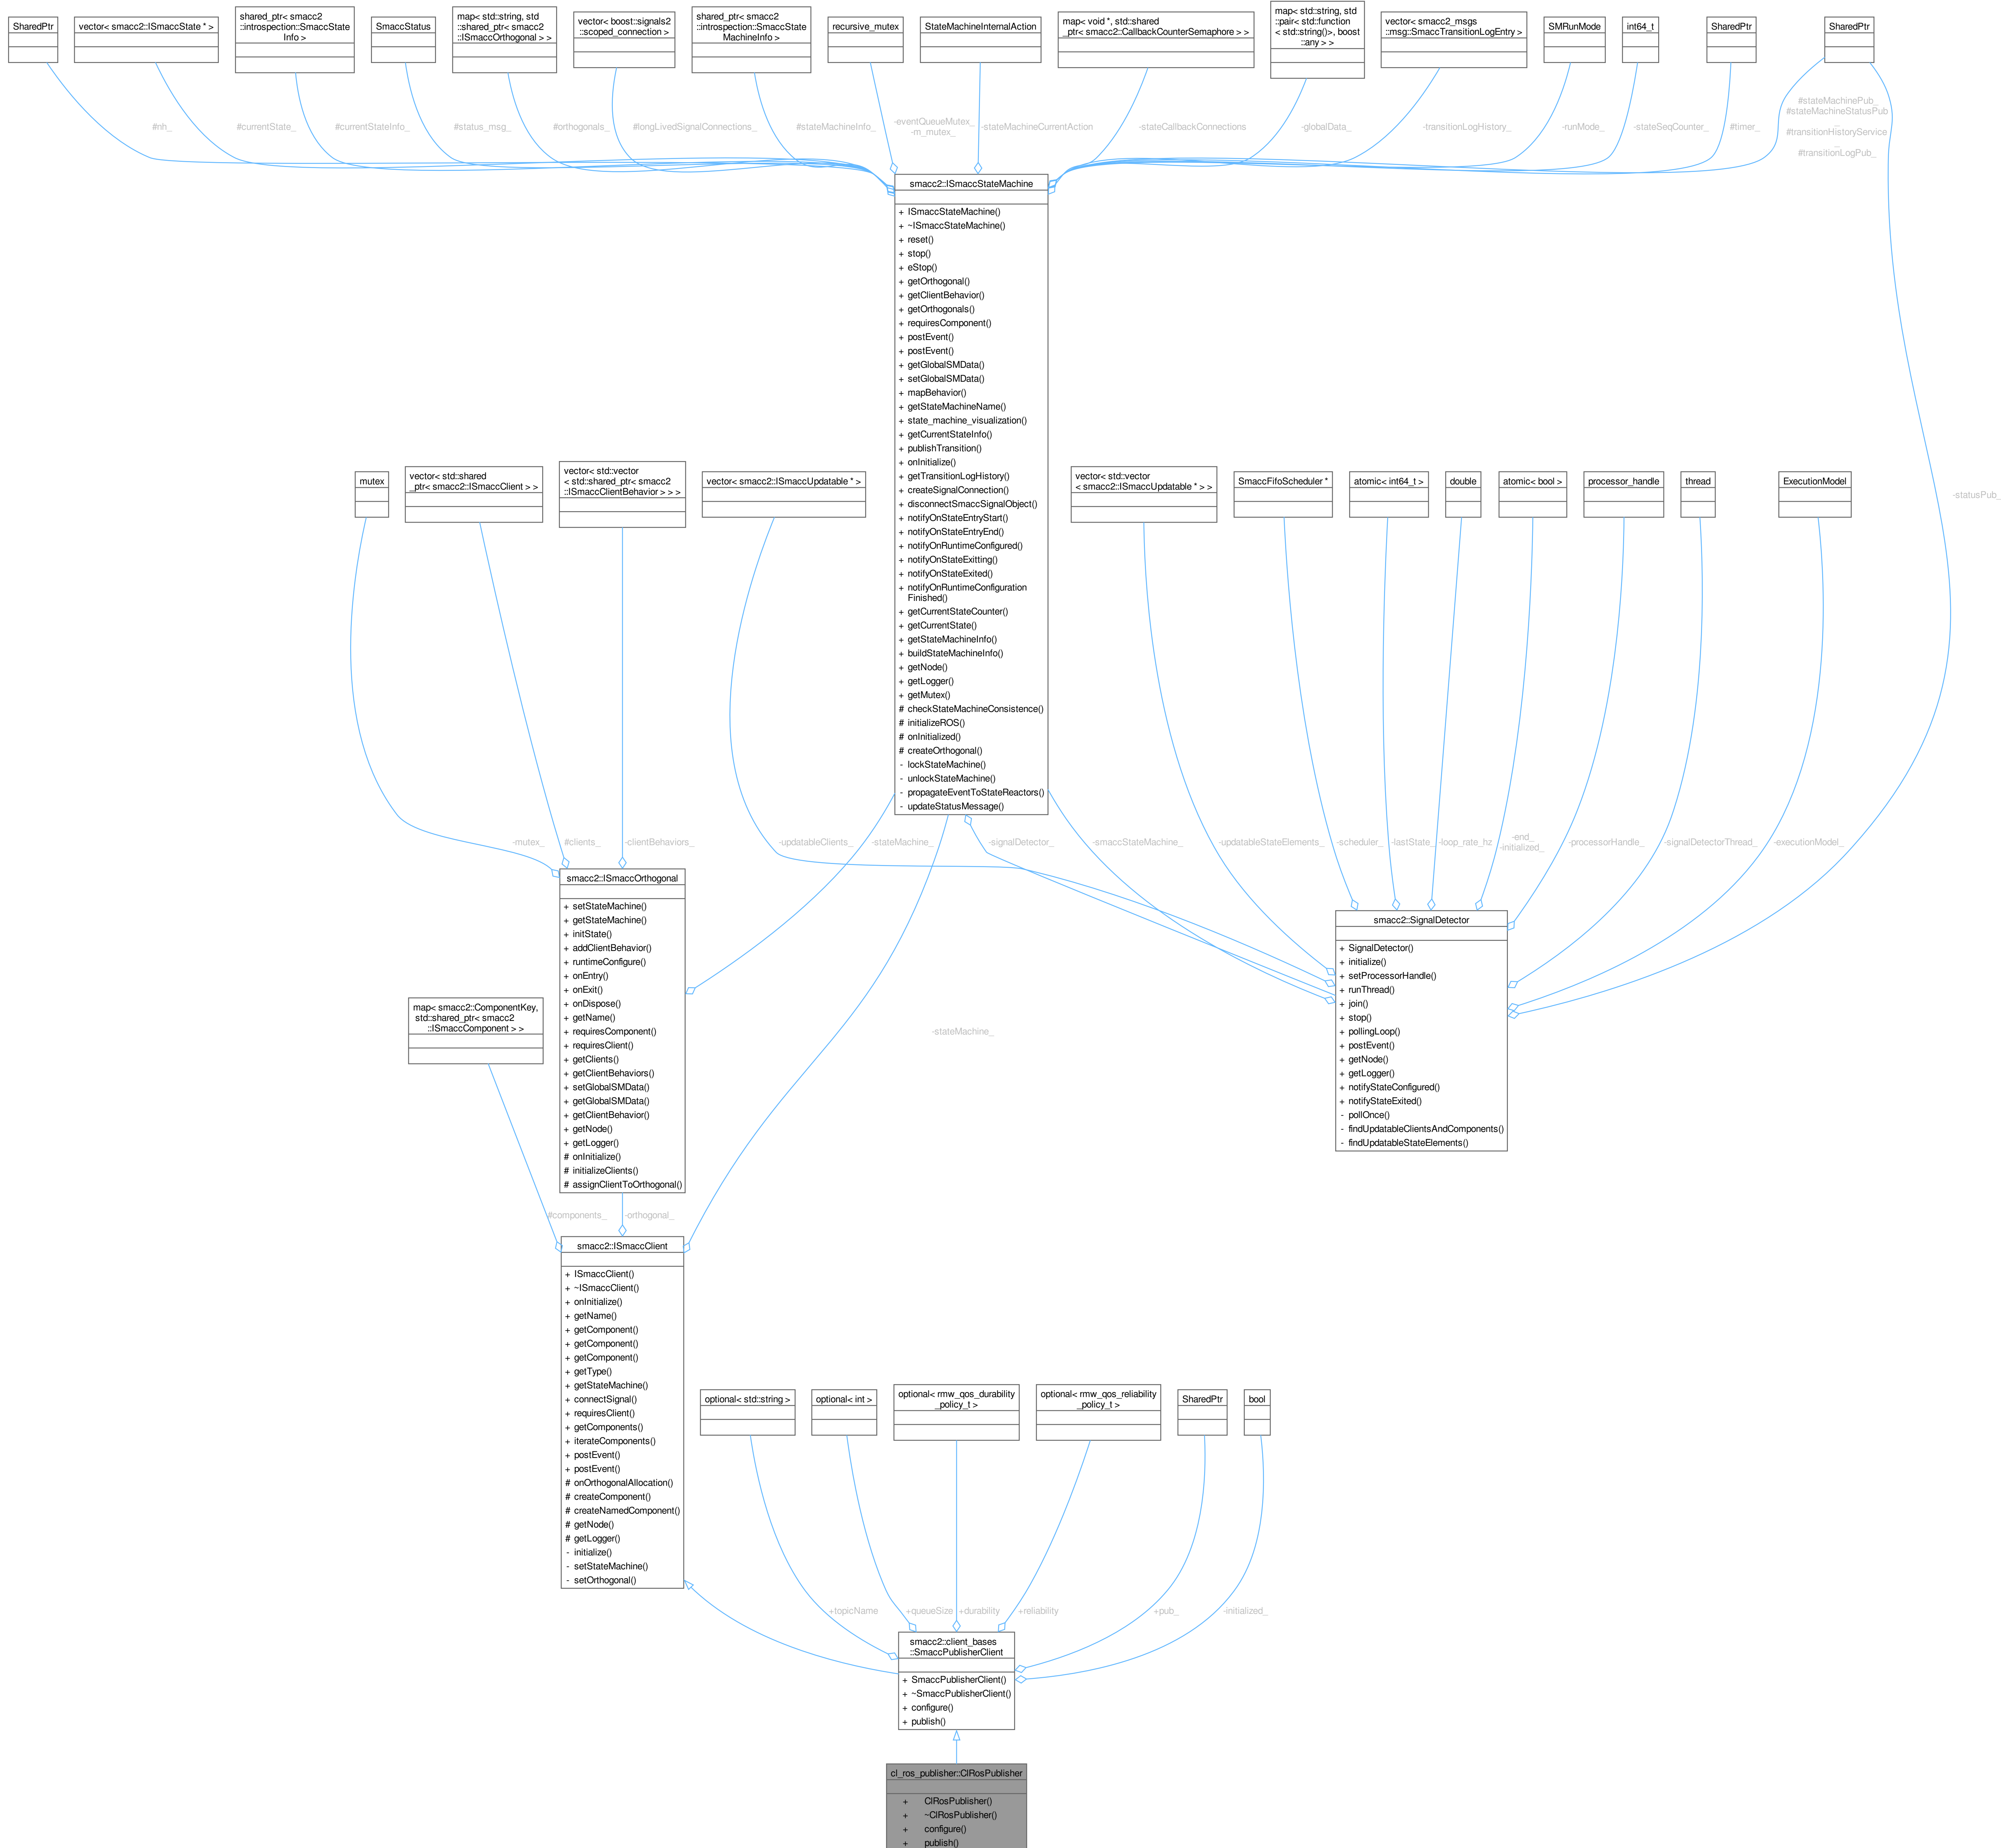 SharedPtr
vector< smacc2::ISmaccState * >
shared_ptr< smacc2
::introspection::SmaccState
Info >
SmaccStatus
map< std::string, std
::shared_ptr< smacc2
::ISmaccOrthogonal > >
vector< boost::signals2
::scoped_connection >
shared_ptr< smacc2
::introspection::SmaccState
MachineInfo >
recursive_mutex
StateMachineInternalAction
map< void *, std::shared
_ptr< smacc2::CallbackCounterSemaphore > >
map< std::string, std
::pair< std::function
< std::string()>, boost
::any > >
vector< smacc2_msgs
::msg::SmaccTransitionLogEntry >
SMRunMode
int64_t
SharedPtr
SharedPtr
#nh_
#currentState_
#currentStateInfo_
#status_msg_
#orthogonals_
#longLivedSignalConnections_
#stateMachineInfo_
-eventQueueMutex_
-m_mutex_
-stateMachineCurrentAction
-stateCallbackConnections
-globalData_
-transitionLogHistory_
-runMode_
-stateSeqCounter_
#timer_
#stateMachinePub_
#stateMachineStatusPub
_
#transitionHistoryService
_
#transitionLogPub_
-statusPub_
smacc2::ISmaccStateMachine
+ ISmaccStateMachine()
+ ~ISmaccStateMachine()
+ reset()
+ stop()
+ eStop()
+ getOrthogonal()
+ getClientBehavior()
+ getOrthogonals()
+ requiresComponent()
+ postEvent()
+ postEvent()
+ getGlobalSMData()
+ setGlobalSMData()
+ mapBehavior()
+ getStateMachineName()
+ state_machine_visualization()
+ getCurrentStateInfo()
+ publishTransition()
+ onInitialize()
+ getTransitionLogHistory()
+ createSignalConnection()
+ disconnectSmaccSignalObject()
+ notifyOnStateEntryStart()
+ notifyOnStateEntryEnd()
+ notifyOnRuntimeConfigured()
+ notifyOnStateExitting()
+ notifyOnStateExited()
+ notifyOnRuntimeConfiguration
Finished()
+ getCurrentStateCounter()
+ getCurrentState()
+ getStateMachineInfo()
+ buildStateMachineInfo()
+ getNode()
+ getLogger()
+ getMutex()
# checkStateMachineConsistence()
# initializeROS()
# onInitialized()
# createOrthogonal()
- lockStateMachine()
- unlockStateMachine()
- propagateEventToStateReactors()
- updateStatusMessage()
mutex
vector< std::shared
_ptr< smacc2::ISmaccClient > >
vector< std::vector
< std::shared_ptr< smacc2
::ISmaccClientBehavior > > >
vector< smacc2::ISmaccUpdatable * >
vector< std::vector
< smacc2::ISmaccUpdatable * > >
SmaccFifoScheduler *
atomic< int64_t >
double
atomic< bool >
processor_handle
thread
ExecutionModel
-mutex_
#clients_
-clientBehaviors_
-updatableClients_
-stateMachine_
-signalDetector_
-smaccStateMachine_
-updatableStateElements_
-scheduler_
-lastState_
-loop_rate_hz
-end_
-initialized_
-processorHandle_
-signalDetectorThread_
-executionModel_
smacc2::ISmaccOrthogonal
+ setStateMachine()
+ getStateMachine()
+ initState()
+ addClientBehavior()
+ runtimeConfigure()
+ onEntry()
+ onExit()
+ onDispose()
+ getName()
+ requiresComponent()
+ requiresClient()
+ getClients()
+ getClientBehaviors()
+ setGlobalSMData()
+ getGlobalSMData()
+ getClientBehavior()
+ getNode()
+ getLogger()
# onInitialize()
# initializeClients()
# assignClientToOrthogonal()
smacc2::SignalDetector
+ SignalDetector()
+ initialize()
+ setProcessorHandle()
+ runThread()
+ join()
+ stop()
+ pollingLoop()
+ postEvent()
+ getNode()
+ getLogger()
+ notifyStateConfigured()
+ notifyStateExited()
- pollOnce()
- findUpdatableClientsAndComponents()
- findUpdatableStateElements()
map< smacc2::ComponentKey,
std::shared_ptr< smacc2
::ISmaccComponent > >
-stateMachine_
#components_
-orthogonal_
smacc2::ISmaccClient
+ ISmaccClient()
+ ~ISmaccClient()
+ onInitialize()
+ getName()
+ getComponent()
+ getComponent()
+ getComponent()
+ getType()
+ getStateMachine()
+ connectSignal()
+ requiresClient()
+ getComponents()
+ iterateComponents()
+ postEvent()
+ postEvent()
# onOrthogonalAllocation()
# createComponent()
# createNamedComponent()
# getNode()
# getLogger()
- initialize()
- setStateMachine()
- setOrthogonal()
optional< std::string >
optional< int >
optional< rmw_qos_durability
_policy_t >
optional< rmw_qos_reliability
_policy_t >
SharedPtr
bool
+topicName
+queueSize
+durability
+reliability
+pub_
-initialized_
smacc2::client_bases
::SmaccPublisherClient
+ SmaccPublisherClient()
+ ~SmaccPublisherClient()
+ configure()
+ publish()
cl_ros_publisher::ClRosPublisher
+ ClRosPublisher()
+ ~ClRosPublisher()
+ configure()
+ publish()